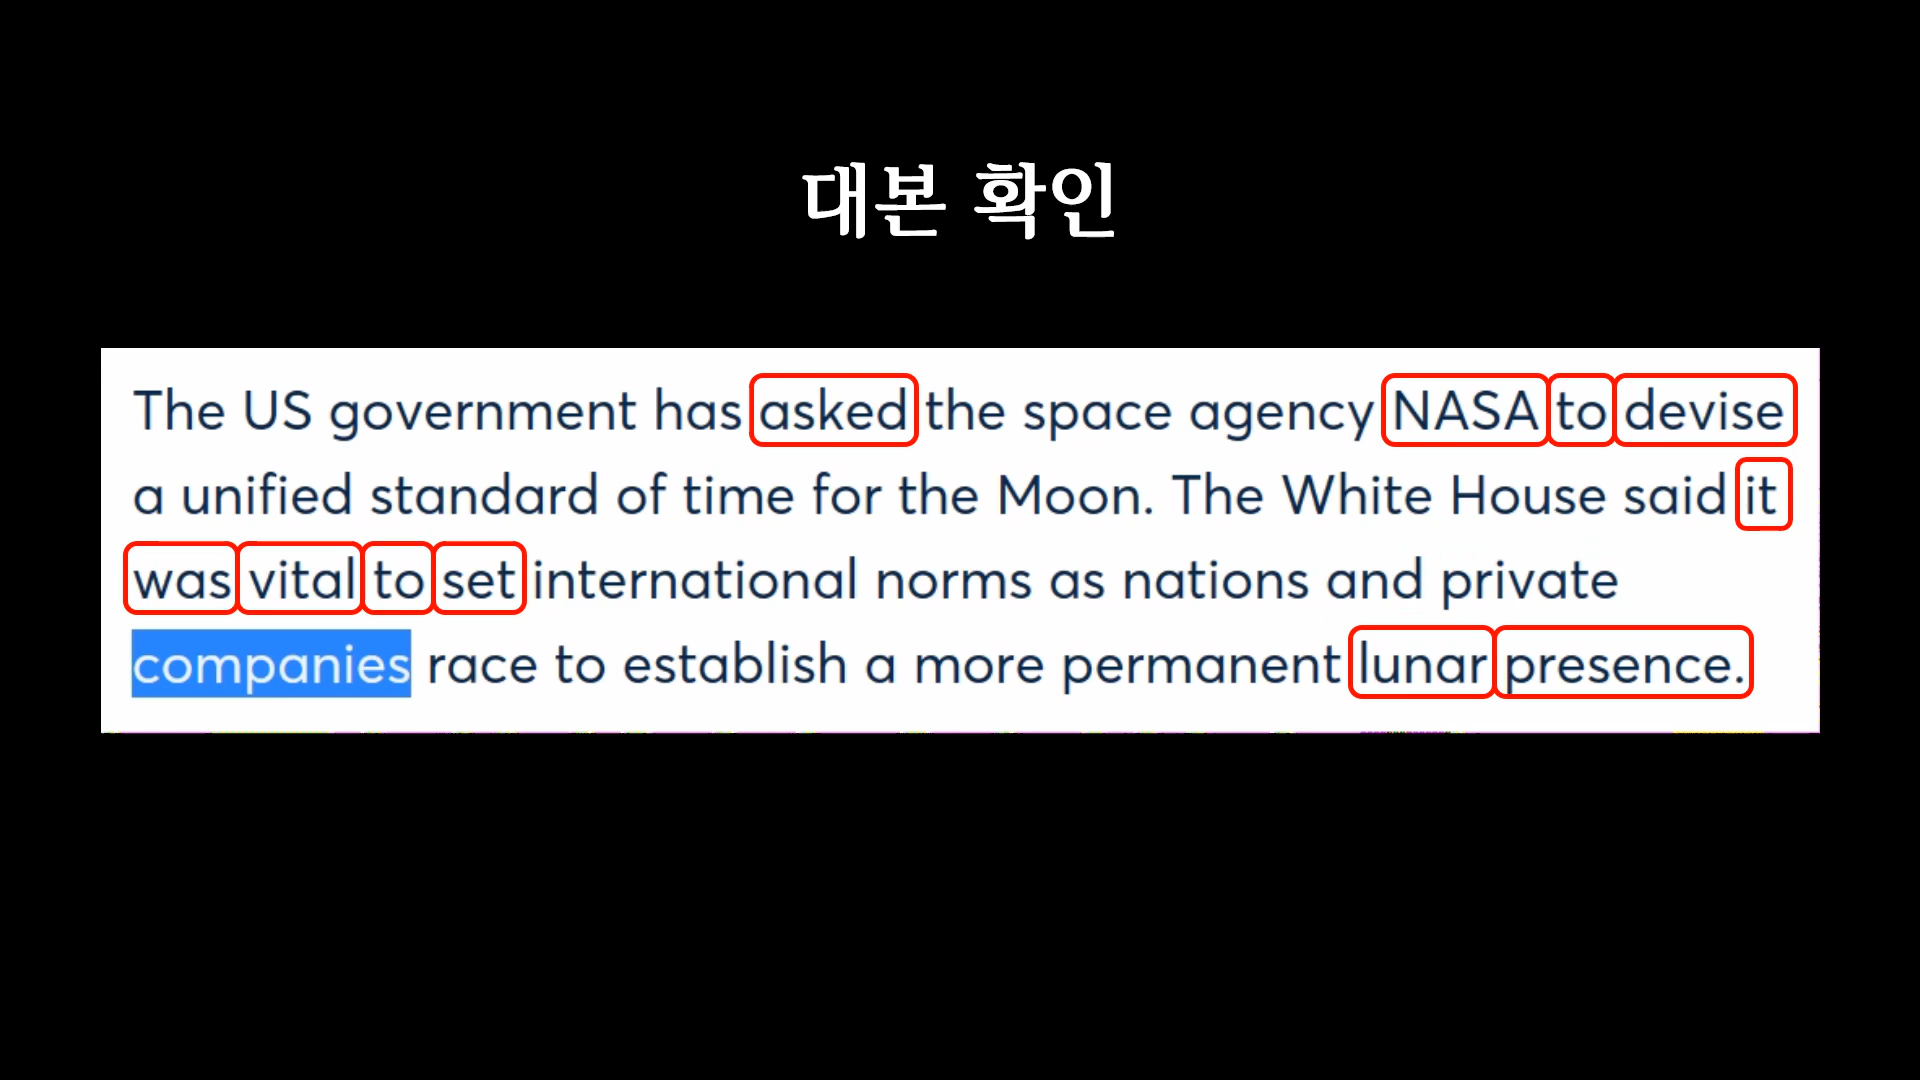 대본 확인
The US government has asked the space agency NASA to devise
a unified standard of time for the Moon. The White House said it
was vital to set international norms as nations and private
companies race to establish a more permanent lunar presence.